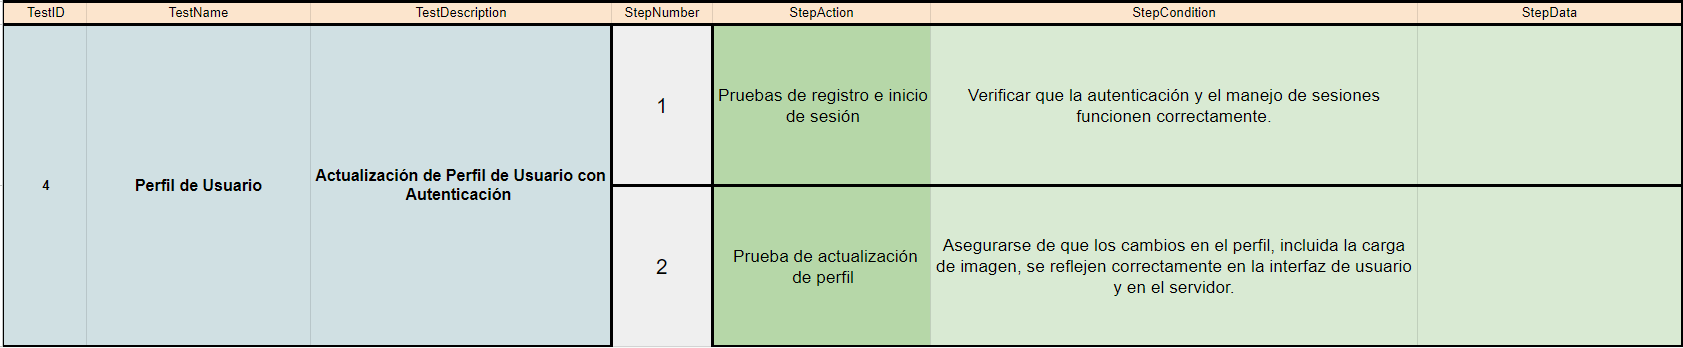 TestID TestName TestDescription StepNumber StepAction StepCondition StepData
4
Perfil de Usuario
Actualización de Perfil de Usuario con
Autenticación
1
Pruebas de registro e inicio
de sesión
Verificar que la autenticación y el manejo de sesiones
funcionen correctamente.
2
Prueba de actualización
de perfil
Asegurarse de que los cambios en el perfil, incluida la carga
de imagen, se reflejen correctamente en la interfaz de usuario
y en el servidor.